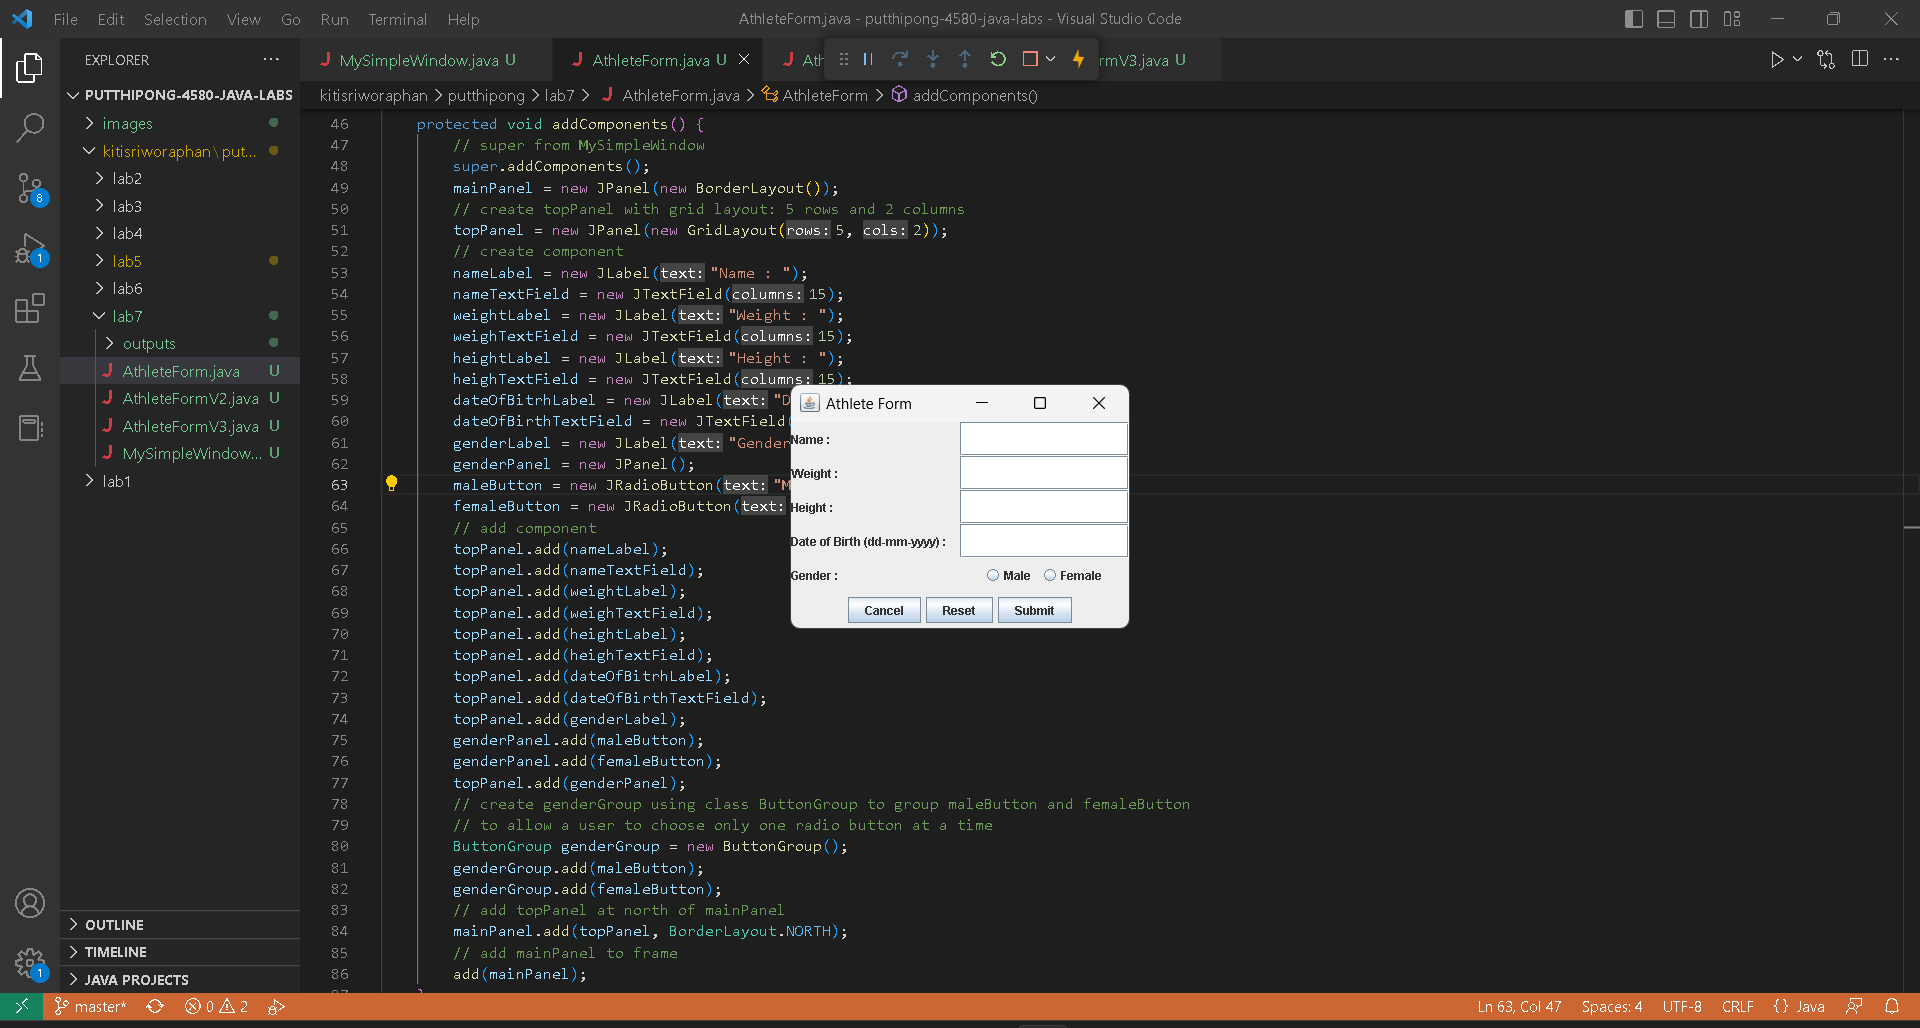 File Edit Selection View Go Run Terminal Help
AthleteForm.java - putthipong-4580-java-labs - Visual Studio Code
EXPLORER
PUTTHIPONG-4580-JAVA-LABS
images
kitisriworaphan\put...
lab2
lab3
lab4
lab5
lab6
lab7
outputs
AthleteForm.java U
AthleteFormV2.java U
AthleteFormV3.java U
MySimpleWindow... U
lab1
OUTLINE
TIMELINE
JAVA PROJECTS
8
1
1
MySimpleWindow.java U
AthleteForm.java U
Ath
rmV3.java U
kitisriworaphan > putthipong > lab7 > AthleteForm.java > AthleteForm > addComponents()
46 protected void addComponents() {
47 // super from MySimpleWindow
48 super.addComponents();
49 mainPanel = new JPanel(new BorderLayout());
50 // create topPanel with grid layout: 5 rows and 2 columns
51 topPanel = new JPanel(new GridLayout(rows:5, cols:2));
52 // create component
53 nameLabel = new JLabel(text:"Name : ");
54 nameTextField = new JTextField(columns:15);
55 weightLabel = new JLabel(text:"Weight : ");
56 weighTextField = new JTextField(columns:15);
57 heightLabel = new JLabel(text:"Height : ");
58 heighTextField = new JTextField(columns:15);
59 dateOfBitrhLabel = new JLabel(text:"D
60 dateOfBirthTextField = new JTextField(
61 genderLabel = new JLabel(text:"Gender
62 genderPanel = new JPanel();
63 maleButton = new JRadioButton(text:"M
64 femaleButton = new JRadioButton(text:
65 // add component
66 topPanel.add(nameLabel);
67 topPanel.add(nameTextField);
68 topPanel.add(weightLabel);
69 topPanel.add(weighTextField);
70 topPanel.add(heightLabel);
71 topPanel.add(heighTextField);
72 topPanel.add(dateOfBitrhLabel);
73 topPanel.add(dateOfBirthTextField);
74 topPanel.add(genderLabel);
75 genderPanel.add(maleButton);
76 genderPanel.add(femaleButton);
77 topPanel.add(genderPanel);
78 // create genderGroup using class ButtonGroup to group maleButton and femaleButton
79 // to allow a user to choose only one radio button at a time
80 ButtonGroup genderGroup = new ButtonGroup();
81 genderGroup.add(maleButton);
82 genderGroup.add(femaleButton);
83 // add topPanel at north of mainPanel
84 mainPanel.add(topPanel, BorderLayout.NORTH);
85 // add mainPanel to frame
86 add(mainPanel);
Athlete Form
Name :
Weight :
Height :
Date of Birth (dd-mm-yyyy) :
Gender : Male Female
Cancel Reset Submit
master* 0 2
Ln 63, Col 47 Spaces: 4 UTF-8 CRLF {} Java